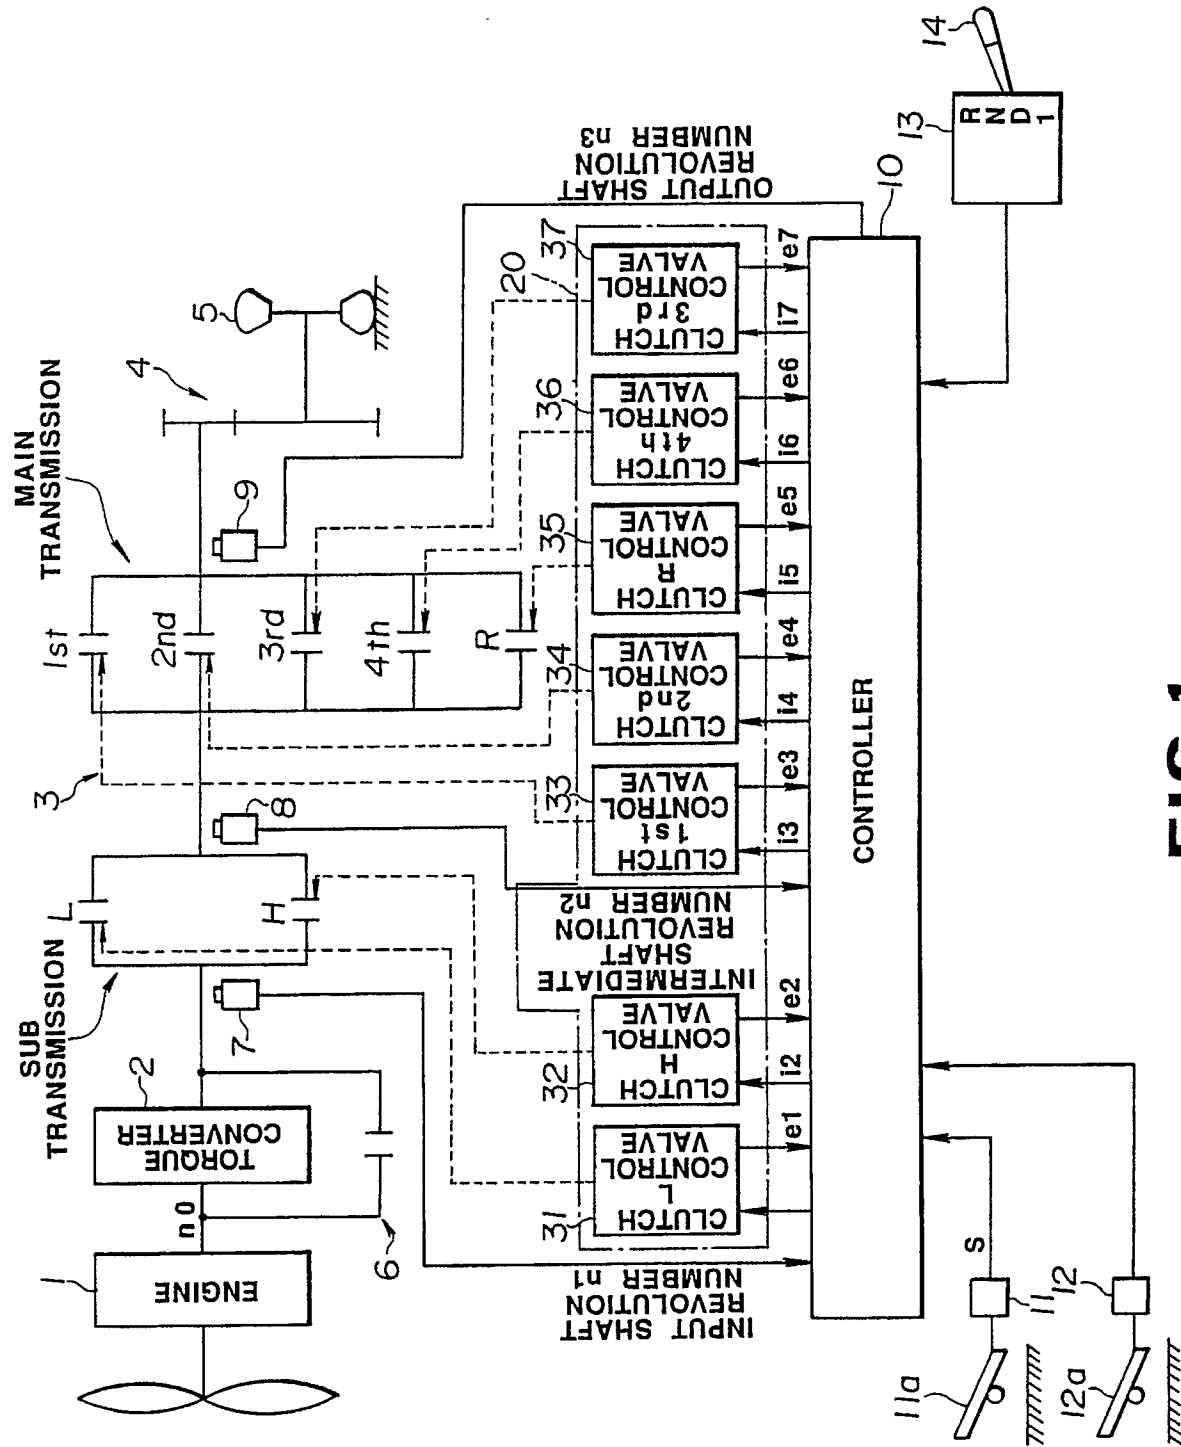 MAIN
TRANSMISSION
SUB
TRANSMISSION
1
ENGINE
n0
2
TORQUE
CONVERTER
6
7
L
H
8
3
1st
2nd
3rd
4th
R
9
4
5
INPUT SHAFT
REVOLUTION
NUMBER n1
INTERMEDIATE
SHAFT
REVOLUTION
NUMBER n2
OUTPUT SHAFT
REVOLUTION
NUMBER n3
20
31
CLUTCH
L
CONTROL
VALVE
32
CLUTCH
H
CONTROL
VALVE
33
CLUTCH
1st
CONTROL
VALVE
34
CLUTCH
2nd
CONTROL
VALVE
35
CLUTCH
R
CONTROL
VALVE
36
CLUTCH
4th
CONTROL
VALVE
37
CLUTCH
3rd
CONTROL
VALVE
e1
i2
e2
i3
e3
i4
e4
i5
e5
i6
e6
i7
e7
CONTROLLER
10
S
11
11a
12
12a
13
R
N
D
1
14